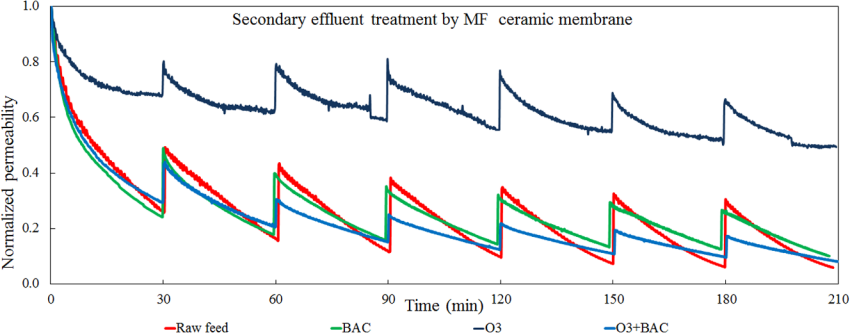 Secondary effluent treatment by MF ceramic membrane
Normalized permeability
1.0
0.8
0.6
0.4
0.2
0.0
0 30 60 90 120 150 180 210
Time (min)
Raw feed BAC O3 O3+BAC